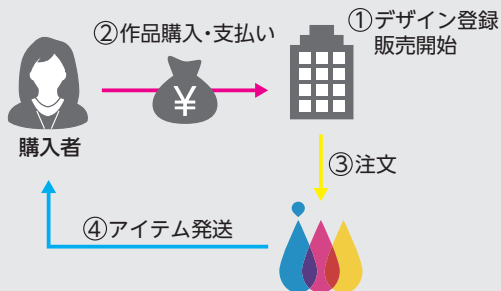 ①デザイン登録
販売開始
②作品購入・支払い
¥
購入者
③注文
④アイテム発送